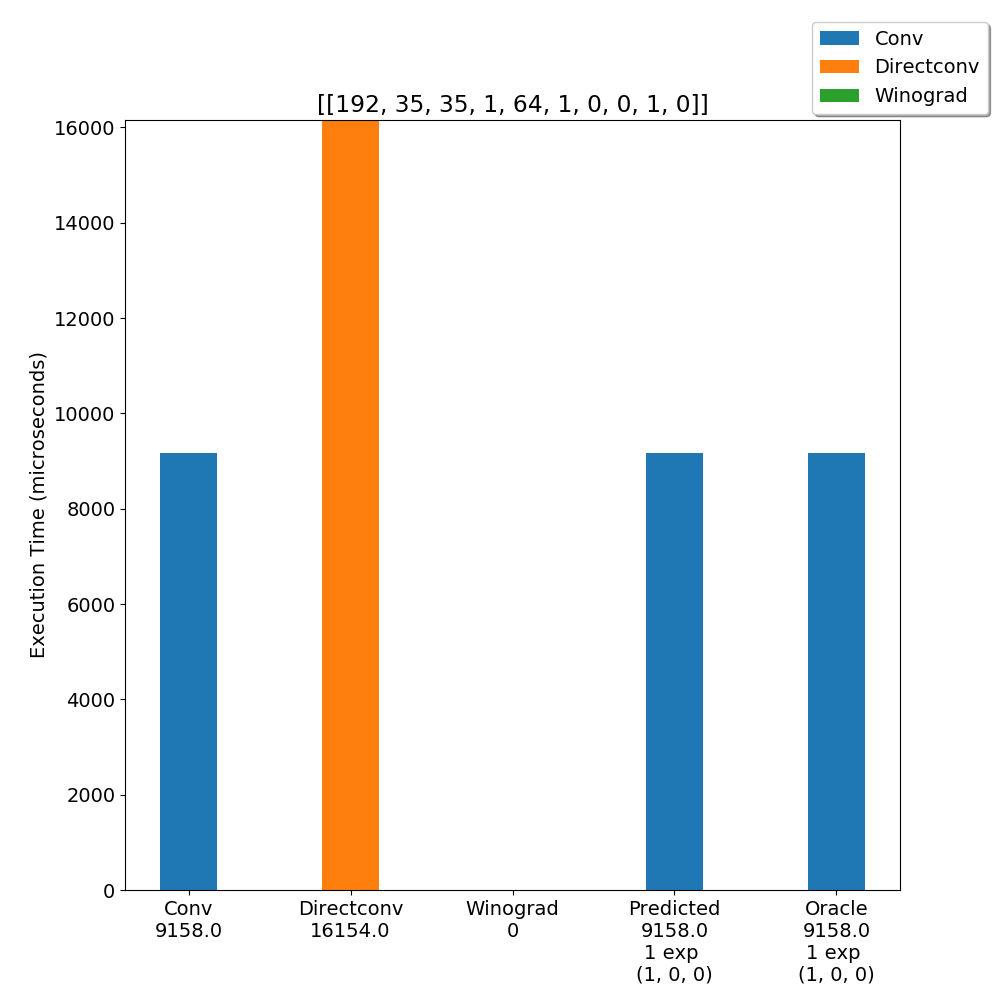 Conv
Directconv
Winograd
[[192, 35, 35, 1, 64, 1, 0, 0, 1, 0]]
Execution Time (microseconds)
16000
14000
12000
10000
8000
6000
4000
2000
0
Conv
9158.0
Directconv
16154.0
Winograd
0
Predicted
9158.0
1 exp
(1, 0, 0)
Oracle
9158.0
1 exp
(1, 0, 0)